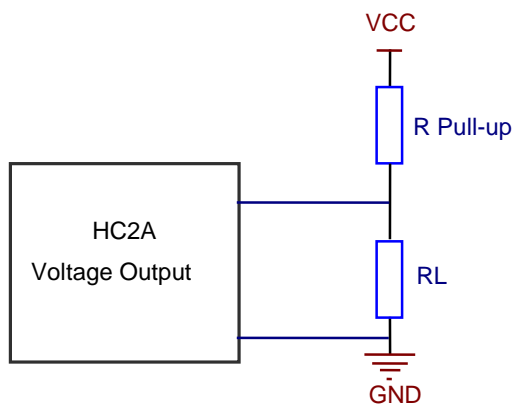 VCC
R Pull-up
HC2A
Voltage Output
RL
GND